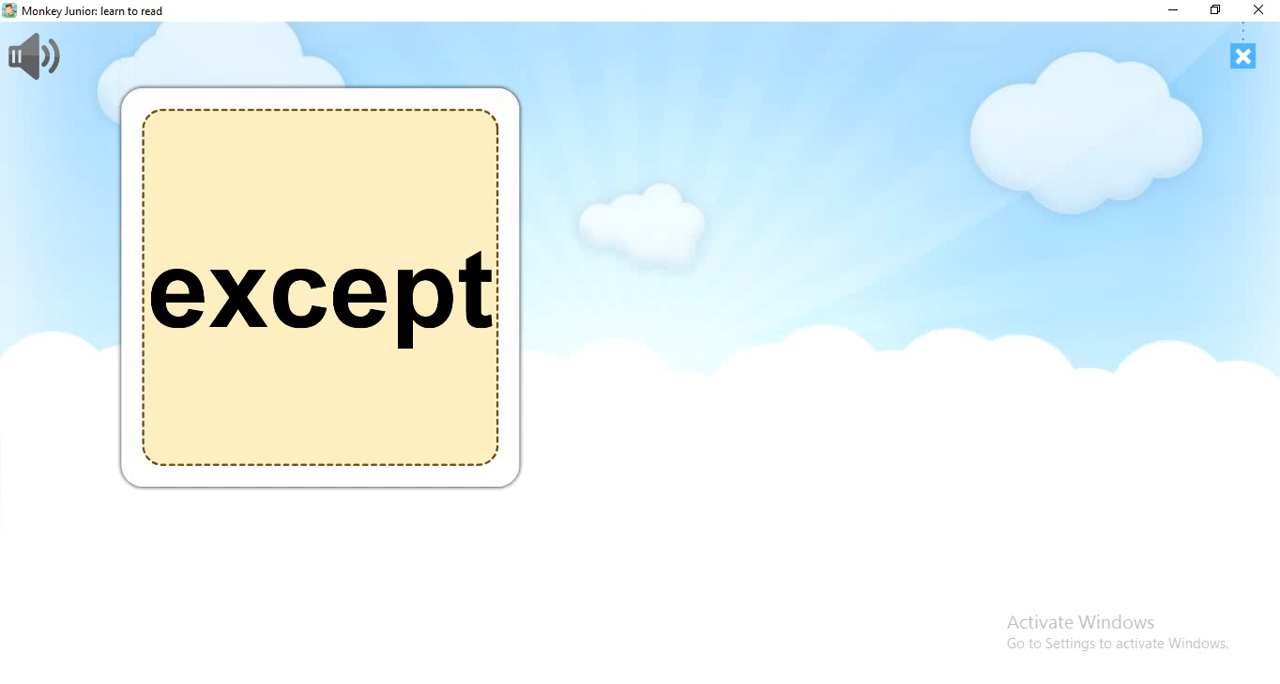 Monkey Junior: learn to read
except
Activate Windows
Go to Settings to activate Windows.